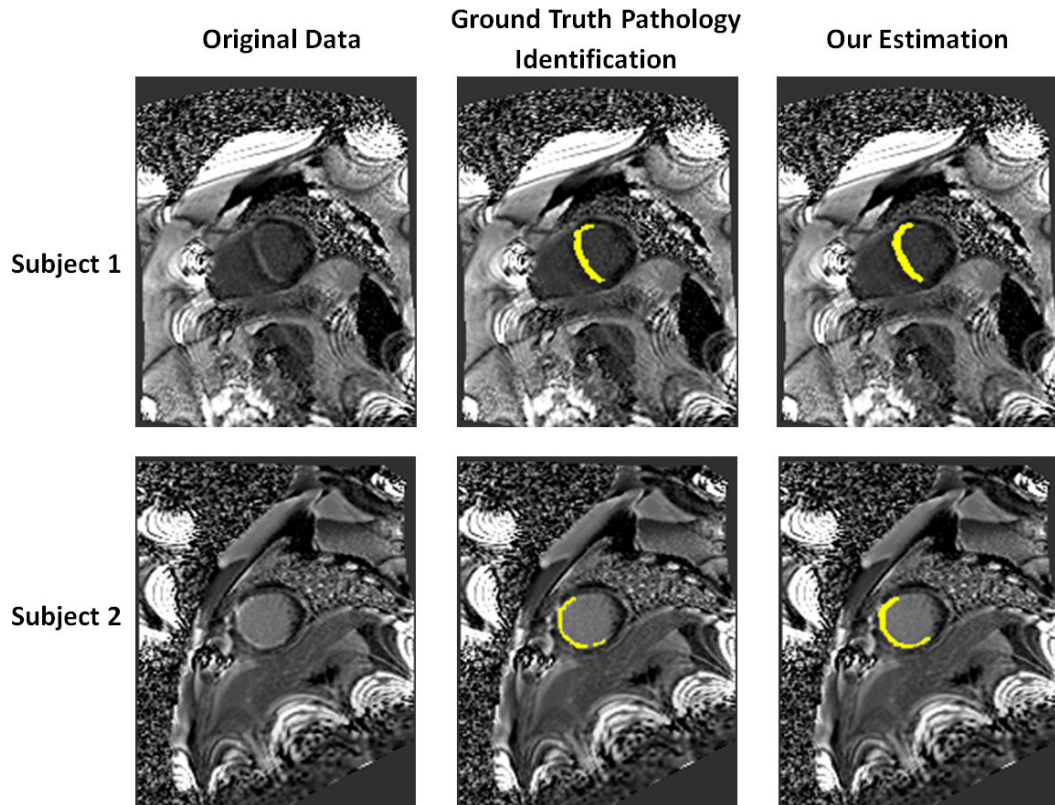 Original Data
Ground Truth Pathology
Identification
Our Estimation
Subject 1
Subject 2